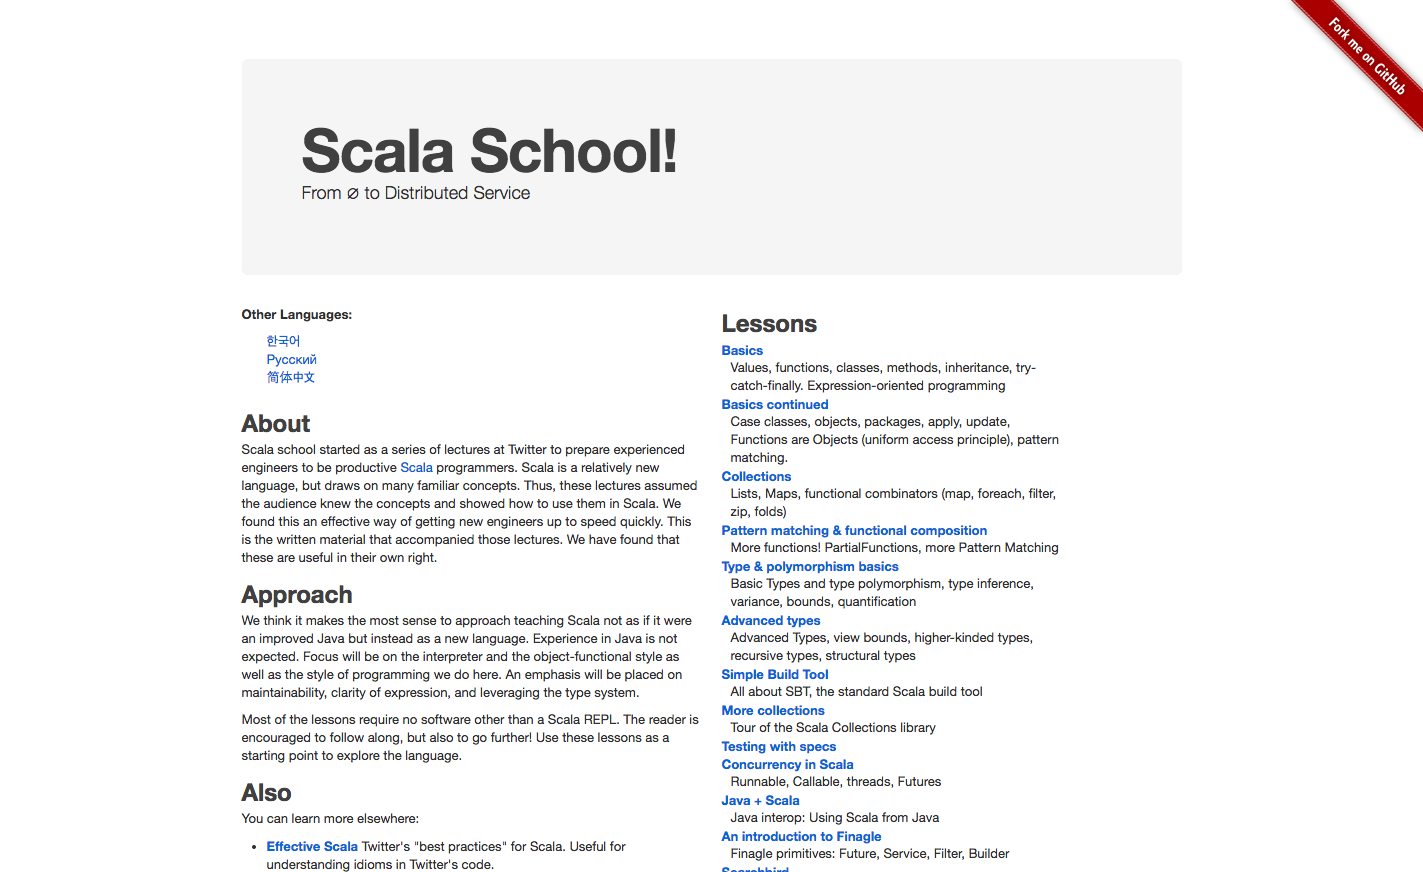 Fork me on GitHub
Scala School!
From ∅ to Distributed Service
Other Languages:
한국어
Русский
简体中文
About
Scala school started as a series of lectures at Twitter to prepare experienced
engineers to be productive Scala programmers. Scala is a relatively new
language, but draws on many familiar concepts. Thus, these lectures assumed
the audience knew the concepts and showed how to use them in Scala. We
found this an effective way of getting new engineers up to speed quickly. This
is the written material that accompanied those lectures. We have found that
these are useful in their own right.
Approach
We think it makes the most sense to approach teaching Scala not as if it were
an improved Java but instead as a new language. Experience in Java is not
expected. Focus will be on the interpreter and the object-functional style as
well as the style of programming we do here. An emphasis will be placed on
maintainability, clarity of expression, and leveraging the type system.
Most of the lessons require no software other than a Scala REPL. The reader is
encouraged to follow along, but also to go further! Use these lessons as a
starting point to explore the language.
Also
You can learn more elsewhere:
• Effective Scala Twitter's "best practices" for Scala. Useful for
understanding idioms in Twitter's code.
Lessons
Basics
Values, functions, classes, methods, inheritance, try-
catch-finally. Expression-oriented programming
Basics continued
Case classes, objects, packages, apply, update,
Functions are Objects (uniform access principle), pattern
matching.
Collections
Lists, Maps, functional combinators (map, foreach, filter,
zip, folds)
Pattern matching & functional composition
More functions! PartialFunctions, more Pattern Matching
Type & polymorphism basics
Basic Types and type polymorphism, type inference,
variance, bounds, quantification
Advanced types
Advanced Types, view bounds, higher-kinded types,
recursive types, structural types
Simple Build Tool
All about SBT, the standard Scala build tool
More collections
Tour of the Scala Collections library
Testing with specs
Concurrency in Scala
Runnable, Callable, threads, Futures
Java + Scala
Java interop: Using Scala from Java
An introduction to Finagle
Finagle primitives: Future, Service, Filter, Builder
Searchbird